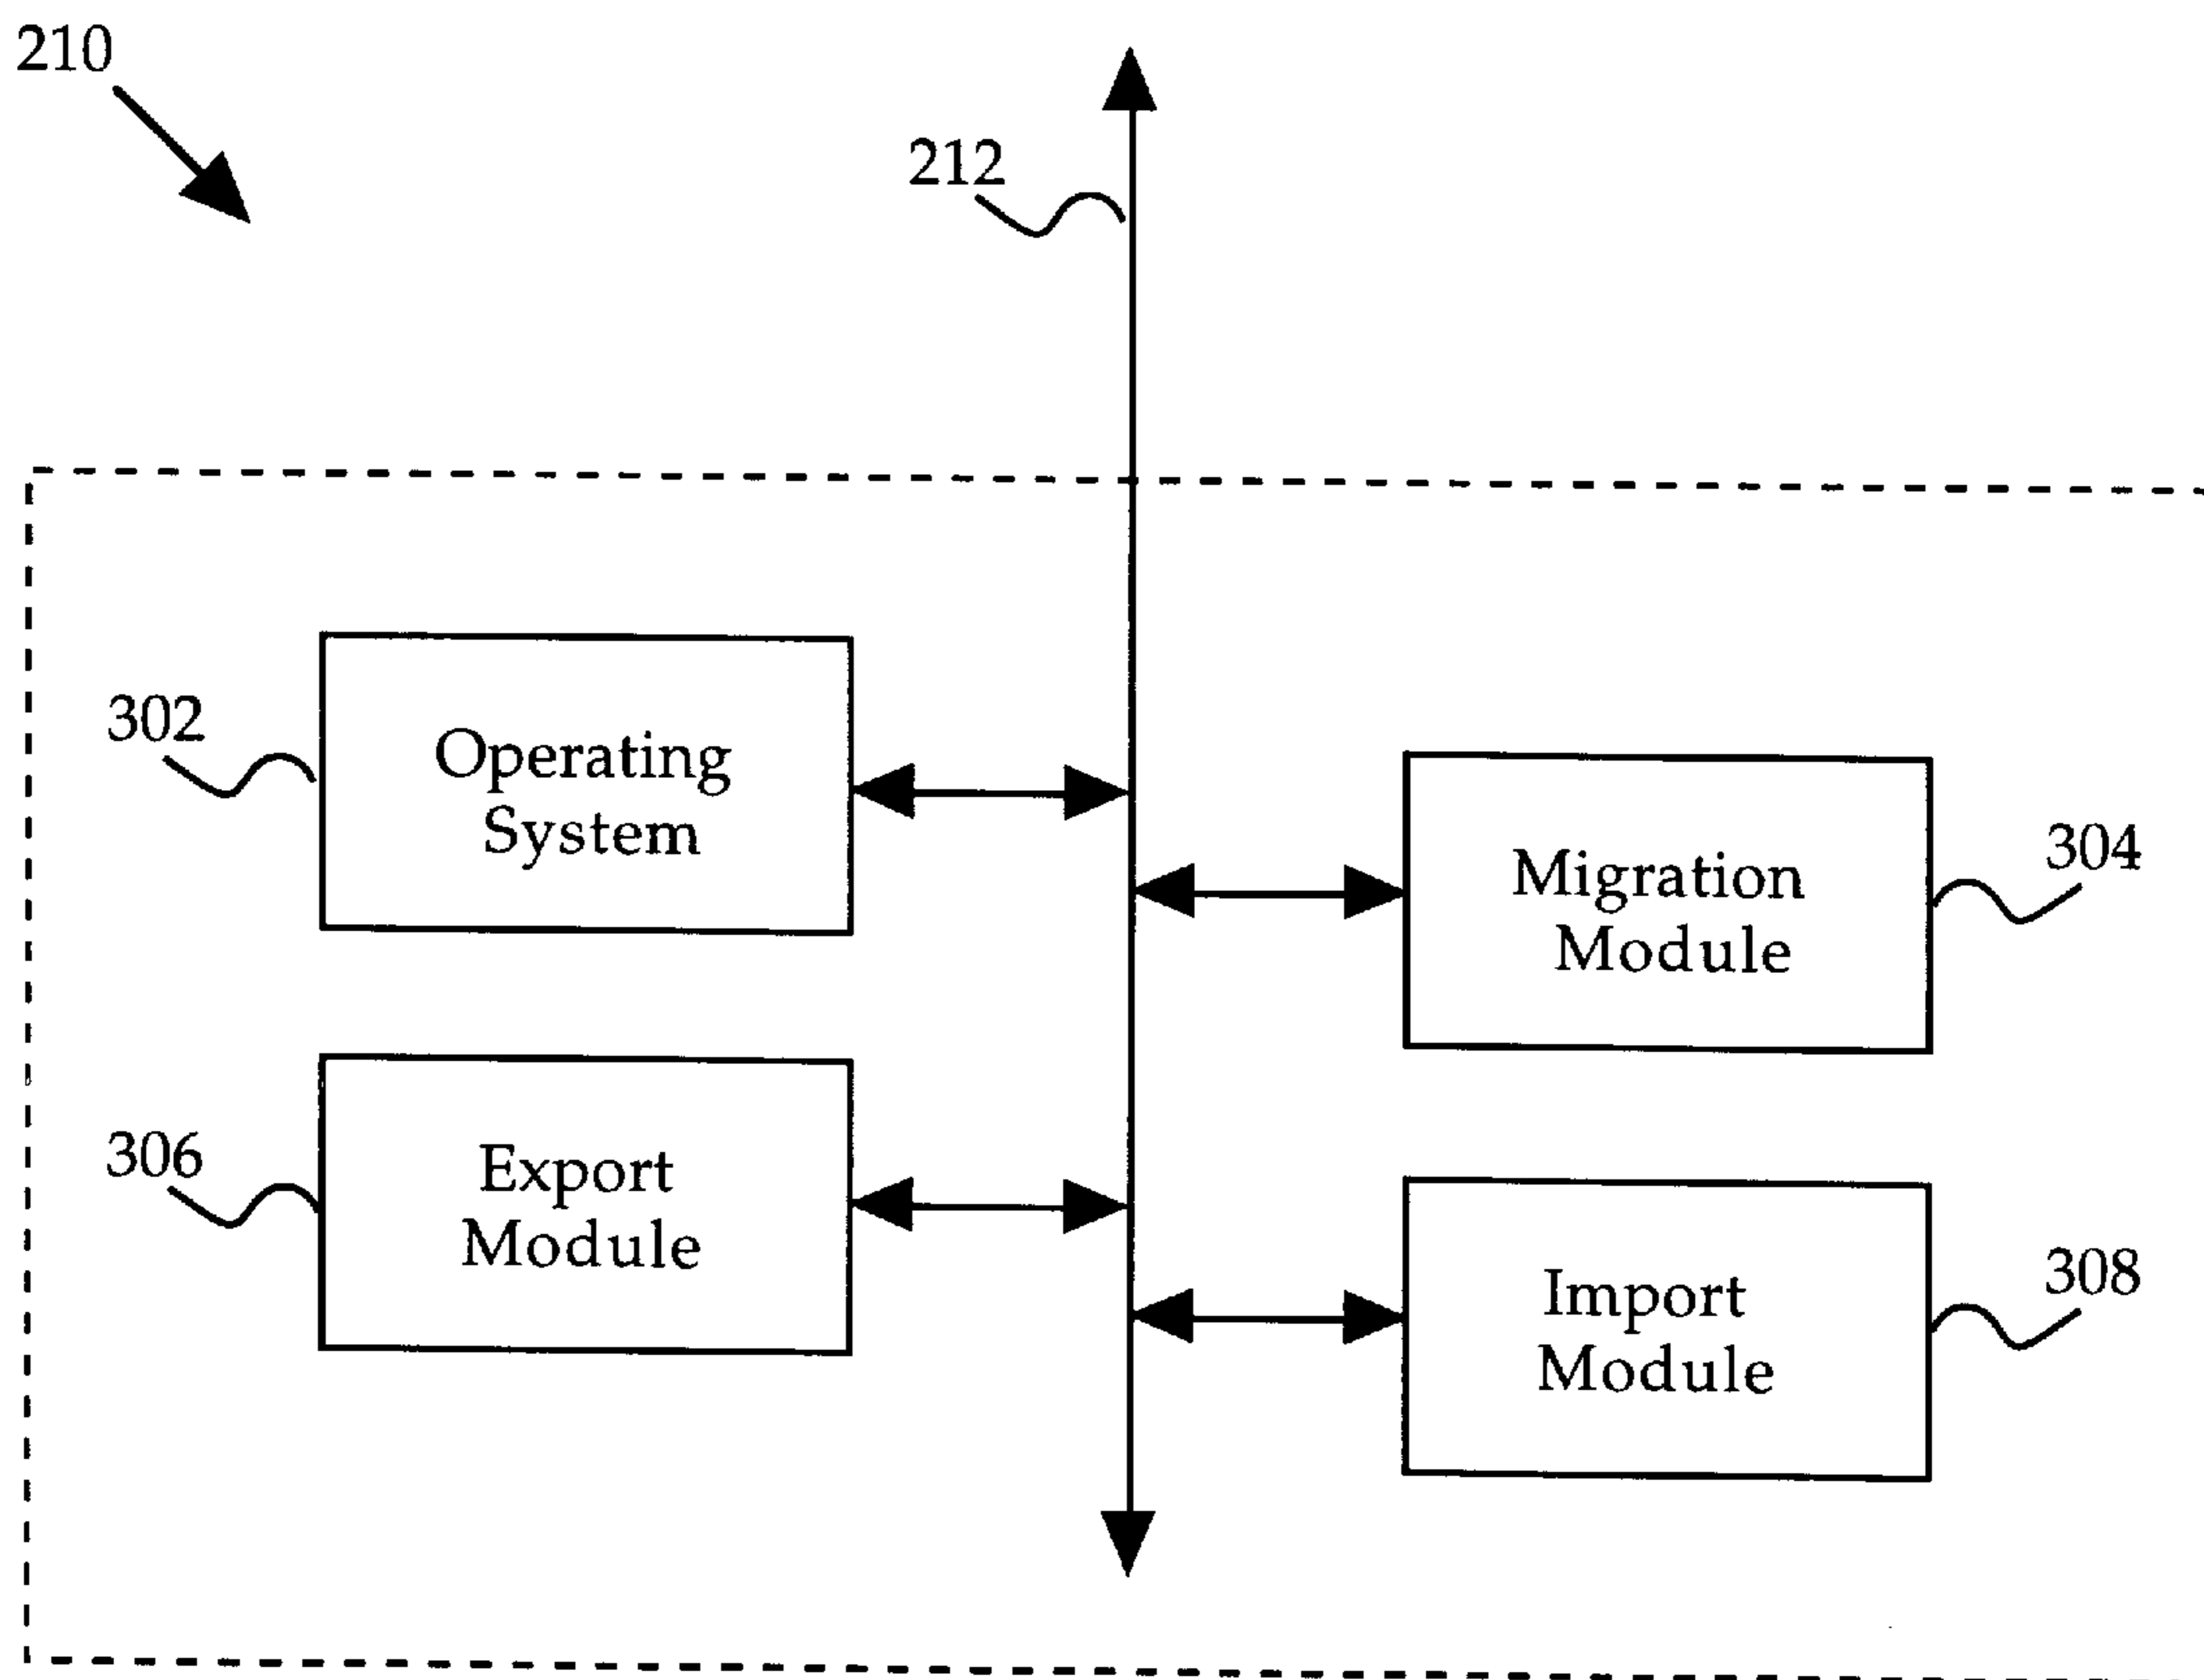 210
212
302
Operating
System
304
Migration
Module
306
Export
Module
308
Import
Module